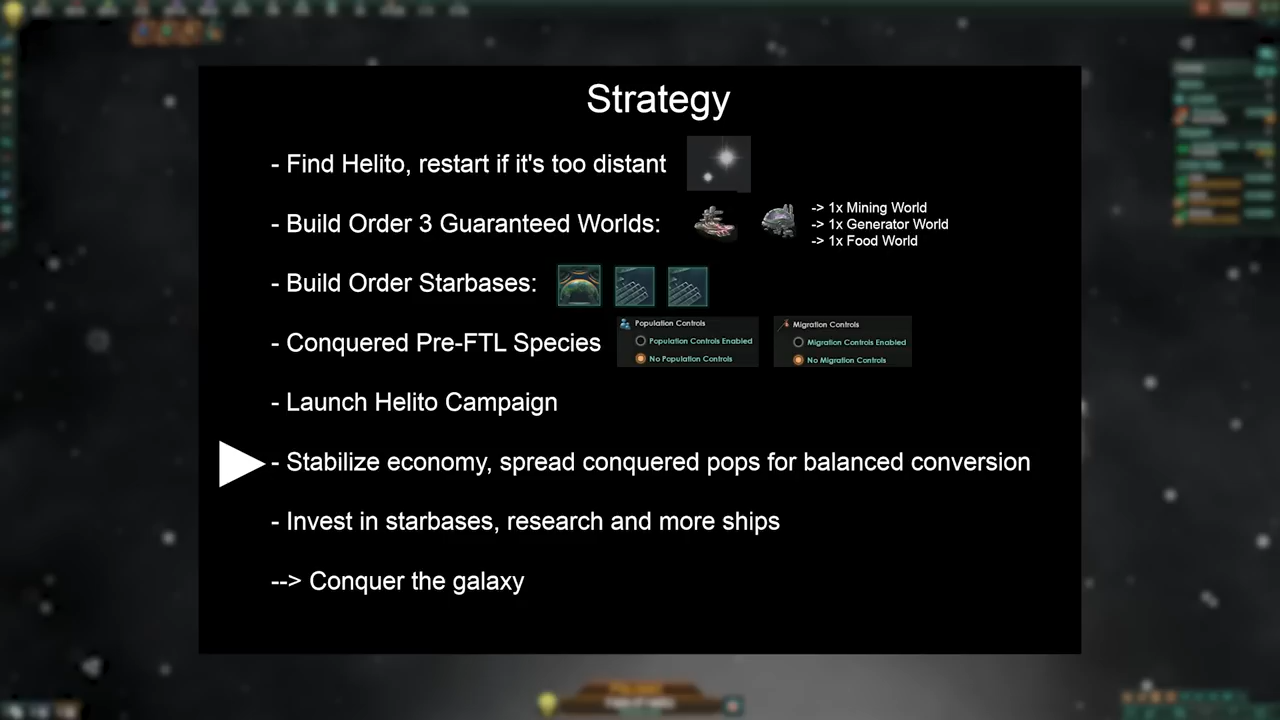 Strategy
- Find Helito, restart if it's too distant
- Build Order 3 Guaranteed Worlds:
-> 1x Mining World
-> 1x Generator World
-> 1x Food World
- Build Order Starbases:
- Conquered Pre-FTL Species
Population Controls
Population Controls Enabled
No Population Controls
Migration Controls
Migration Controls Enabled
No Migration Controls
- Launch Helito Campaign
- Stabilize economy, spread conquered pops for balanced conversion
- Invest in starbases, research and more ships
--> Conquer the galaxy